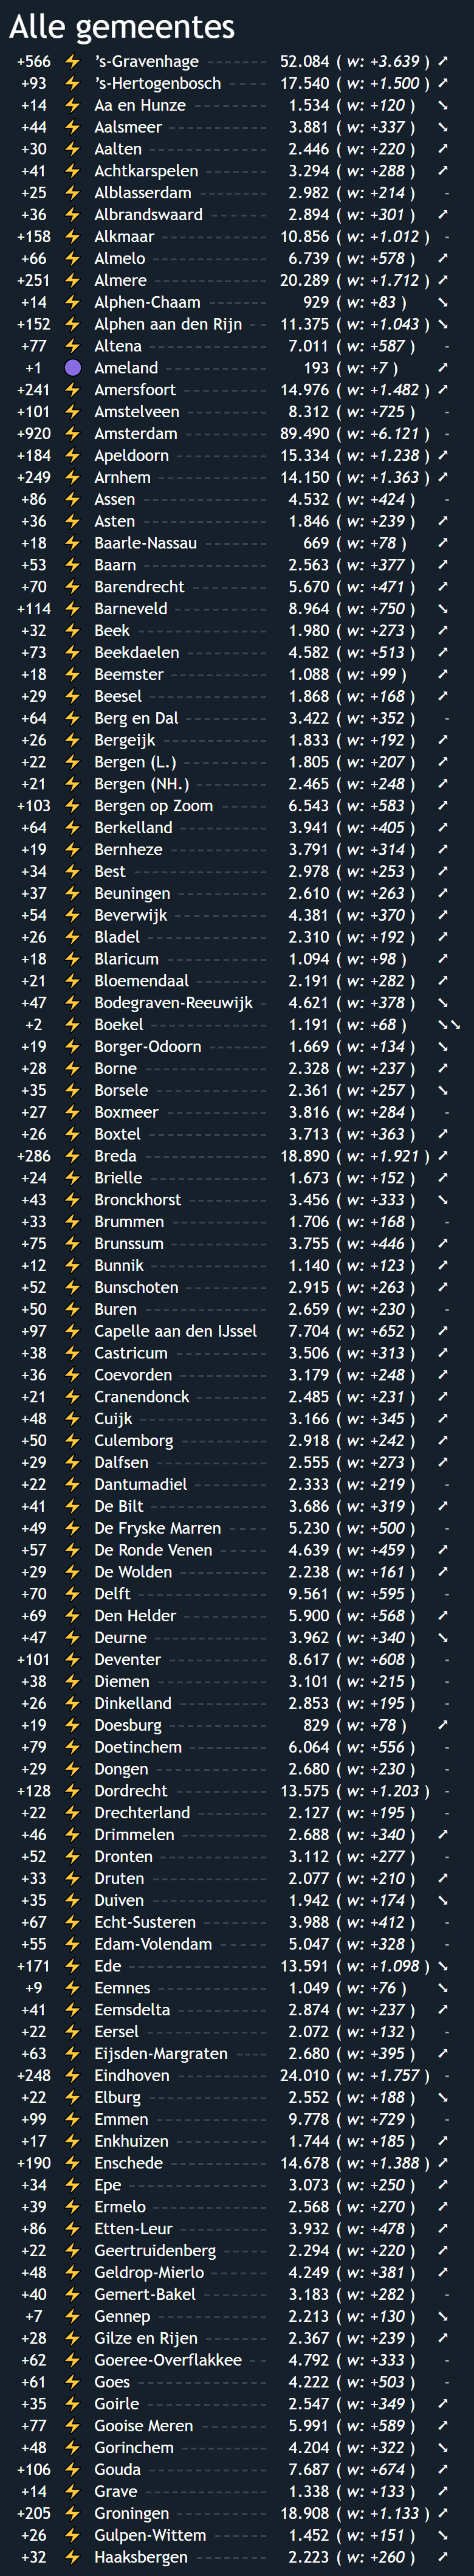 Alle gemeentes
+566 ⚡ ’s-Gravenhage 52.084 ( w: +3.639 ) ➚
+93 ⚡ ’s-Hertogenbosch 17.540 ( w: +1.500 ) ➚
+14 ⚡ Aa en Hunze 1.534 ( w: +120 ) ➘
+44 ⚡ Aalsmeer 3.881 ( w: +337 ) ➘
+30 ⚡ Aalten 2.446 ( w: +220 ) ➚
+41 ⚡ Achtkarspelen 3.294 ( w: +288 ) ➚
+25 ⚡ Alblasserdam 2.982 ( w: +214 ) -
+36 ⚡ Albrandswaard 2.894 ( w: +301 ) ➚
+158 ⚡ Alkmaar 10.856 ( w: +1.012 ) -
+66 ⚡ Almelo 6.739 ( w: +578 ) ➚
+251 ⚡ Almere 20.289 ( w: +1.712 ) ➚
+14 ⚡ Alphen-Chaam 929 ( w: +83 ) ➘
+152 ⚡ Alphen aan den Rijn 11.375 ( w: +1.043 ) ➘
+77 ⚡ Altena 7.011 ( w: +587 ) -
+1 Ameland 193 ( w: +7 ) ➚
+241 ⚡ Amersfoort 14.976 ( w: +1.482 ) ➚
+101 ⚡ Amstelveen 8.312 ( w: +725 ) -
+920 ⚡ Amsterdam 89.490 ( w: +6.121 ) -
+184 ⚡ Apeldoorn 15.334 ( w: +1.238 ) ➚
+249 ⚡ Arnhem 14.150 ( w: +1.363 ) ➚
+86 ⚡ Assen 4.532 ( w: +424 ) -
+36 ⚡ Asten 1.846 ( w: +239 ) ➚
+18 ⚡ Baarle-Nassau 669 ( w: +78 ) ➚
+53 ⚡ Baarn 2.563 ( w: +377 ) ➚
+70 ⚡ Barendrecht 5.670 ( w: +471 ) ➚
+114 ⚡ Barneveld 8.964 ( w: +750 ) ➘
+32 ⚡ Beek 1.980 ( w: +273 ) ➚
+73 ⚡ Beekdaelen 4.582 ( w: +513 ) ➚
+18 ⚡ Beemster 1.088 ( w: +99 ) ➚
+29 ⚡ Beesel 1.868 ( w: +168 ) ➚
+64 ⚡ Berg en Dal 3.422 ( w: +352 ) -
+26 ⚡ Bergeijk 1.833 ( w: +192 ) ➚
+22 ⚡ Bergen (L.) 1.805 ( w: +207 ) ➚
+21 ⚡ Bergen (NH.) 2.465 ( w: +248 ) ➚
+103 ⚡ Bergen op Zoom 6.543 ( w: +583 ) ➚
+64 ⚡ Berkelland 3.941 ( w: +405 ) ➚
+19 ⚡ Bernheze 3.791 ( w: +314 ) ➚
+34 ⚡ Best 2.978 ( w: +253 ) ➚
+37 ⚡ Beuningen 2.610 ( w: +263 ) ➚
+54 ⚡ Beverwijk 4.381 ( w: +370 ) ➚
+26 ⚡ Bladel 2.310 ( w: +192 ) ➚
+18 ⚡ Blaricum 1.094 ( w: +98 ) ➚
+21 ⚡ Bloemendaal 2.191 ( w: +282 ) ➚
+47 ⚡ Bodegraven-Reeuwijk 4.621 ( w: +378 ) ➘
+2 ⚡ Boekel 1.191 ( w: +68 ) ➘➘
+19 ⚡ Borger-Odoorn 1.669 ( w: +134 ) ➘
+28 ⚡ Borne 2.328 ( w: +237 ) ➚
+35 ⚡ Borsele 2.361 ( w: +257 ) ➘
+27 ⚡ Boxmeer 3.816 ( w: +284 ) -
+26 ⚡ Boxtel 3.713 ( w: +363 ) ➚
+286 ⚡ Breda 18.890 ( w: +1.921 ) ➚
+24 ⚡ Brielle 1.673 ( w: +152 ) ➚
+43 ⚡ Bronckhorst 3.456 ( w: +333 ) ➘
+33 ⚡ Brummen 1.706 ( w: +168 ) -
+75 ⚡ Brunssum 3.755 ( w: +446 ) ➚
+12 ⚡ Bunnik 1.140 ( w: +123 ) ➚
+52 ⚡ Bunschoten 2.915 ( w: +263 ) ➚
+50 ⚡ Buren 2.659 ( w: +230 ) -
+97 ⚡ Capelle aan den IJssel 7.704 ( w: +652 ) ➚
+38 ⚡ Castricum 3.506 ( w: +313 ) ➚
+36 ⚡ Coevorden 3.179 ( w: +248 ) ➚
+21 ⚡ Cranendonck 2.485 ( w: +231 ) ➚
+48 ⚡ Cuijk 3.166 ( w: +345 ) ➚
+50 ⚡ Culemborg 2.918 ( w: +242 ) ➚
+29 ⚡ Dalfsen 2.555 ( w: +273 ) ➚
+22 ⚡ Dantumadiel 2.333 ( w: +219 ) -
+41 ⚡ De Bilt 3.686 ( w: +319 ) ➚
+49 ⚡ De Fryske Marren 5.230 ( w: +500 ) -
+57 ⚡ De Ronde Venen 4.639 ( w: +459 ) ➚
+29 ⚡ De Wolden 2.238 ( w: +161 ) ➚
+70 ⚡ Delft 9.561 ( w: +595 ) -
+69 ⚡ Den Helder 5.900 ( w: +568 ) ➚
+47 ⚡ Deurne 3.962 ( w: +340 ) ➘
+101 ⚡ Deventer 8.617 ( w: +608 ) -
+38 ⚡ Diemen 3.101 ( w: +215 ) -
+26 ⚡ Dinkelland 2.853 ( w: +195 ) -
+19 ⚡ Doesburg 829 ( w: +78 ) ➚
+79 ⚡ Doetinchem 6.064 ( w: +556 ) -
+29 ⚡ Dongen 2.680 ( w: +230 ) -
+128 ⚡ Dordrecht 13.575 ( w: +1.203 ) -
+22 ⚡ Drechterland 2.127 ( w: +195 ) -
+46 ⚡ Drimmelen 2.688 ( w: +340 ) ➚
+52 ⚡ Dronten 3.112 ( w: +277 ) -
+33 ⚡ Druten 2.077 ( w: +210 ) ➚
+35 ⚡ Duiven 1.942 ( w: +174 ) ➘
+67 ⚡ Echt-Susteren 3.988 ( w: +412 ) -
+55 ⚡ Edam-Volendam 5.047 ( w: +328 ) -
+171 ⚡ Ede 13.591 ( w: +1.098 ) ➘
+9 ⚡ Eemnes 1.049 ( w: +76 ) ➘
+41 ⚡ Eemsdelta 2.874 ( w: +237 ) ➚
+22 ⚡ Eersel 2.072 ( w: +132 ) -
+63 ⚡ Eijsden-Margraten 2.680 ( w: +395 ) ➚
+248 ⚡ Eindhoven 24.010 ( w: +1.757 ) -
+22 ⚡ Elburg 2.552 ( w: +188 ) ➘
+99 ⚡ Emmen 9.778 ( w: +729 ) -
+17 ⚡ Enkhuizen 1.744 ( w: +185 ) ➚
+190 ⚡ Enschede 14.678 ( w: +1.388 ) ➚
+34 ⚡ Epe 3.073 ( w: +250 ) ➚
+39 ⚡ Ermelo 2.568 ( w: +270 ) ➚
+86 ⚡ Etten-Leur 3.932 ( w: +478 ) ➚
+22 ⚡ Geertruidenberg 2.294 ( w: +220 ) ➚
+48 ⚡ Geldrop-Mierlo 4.249 ( w: +381 ) ➚
+40 ⚡ Gemert-Bakel 3.183 ( w: +282 ) -
+7 ⚡ Gennep 2.213 ( w: +130 ) ➘
+28 ⚡ Gilze en Rijen 2.367 ( w: +239 ) ➚
+62 ⚡ Goeree-Overflakkee 4.792 ( w: +333 ) -
+61 ⚡ Goes 4.222 ( w: +503 ) -
+35 ⚡ Goirle 2.547 ( w: +349 ) ➚
+77 ⚡ Gooise Meren 5.991 ( w: +589 ) ➚
+48 ⚡ Gorinchem 4.204 ( w: +322 ) ➘
+106 ⚡ Gouda 7.687 ( w: +674 ) ➚
+14 ⚡ Grave 1.338 ( w: +133 ) ➚
+205 ⚡ Groningen 18.908 ( w: +1.133 ) ➚
+26 ⚡ Gulpen-Wittem 1.452 ( w: +151 ) ➘
+32 ⚡ Haaksbergen 2.223 ( w: +260 ) ➚